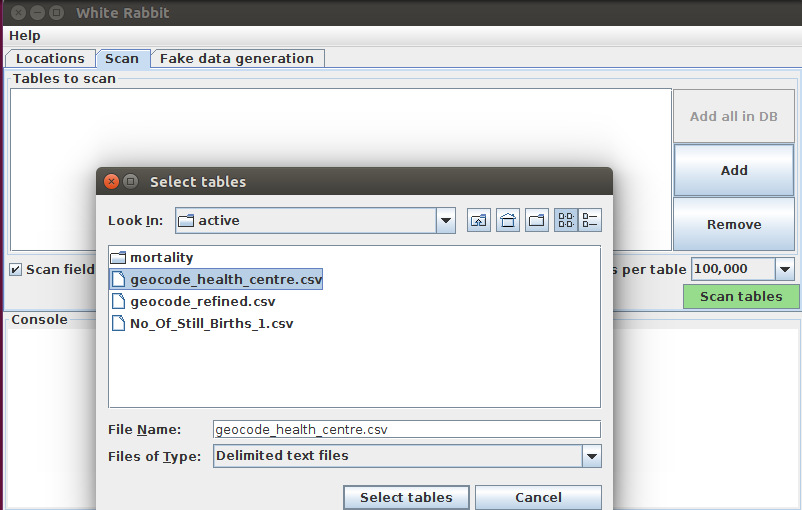 White Rabbit
Help
Locations Scan Fake data generation
Tables to scan
Add all in DB
Add
Remove
Select tables
Look In: active
mortality
geocode_health_centre.csv
geocode_refined.csv
No_Of_Still_Births_1.csv
Scan field
per table 100,000
Scan tables
Console
File Name: geocode_health_centre.csv
Files of Type: Delimited text files
Select tables Cancel